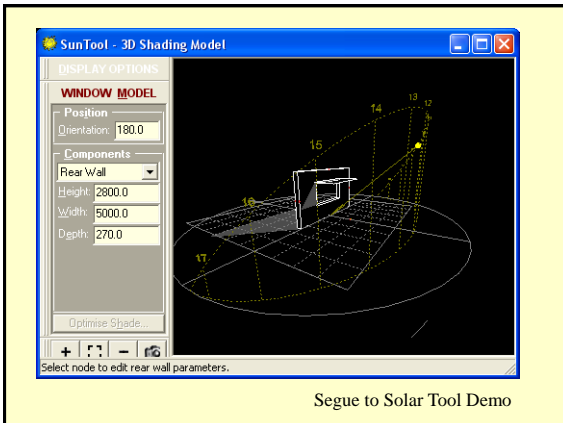 SunTool - 3D Shading Model
DISPLAY OPTIONS
WINDOW MODEL
Position
Orientation: 180.0
Components
Rear Wall
Height: 2800.0
Width: 5000.0
Depth: 270.0
Optimise Shade...
13
12
14
15
16
17
Select node to edit rear wall parameters.
Segue to Solar Tool Demo